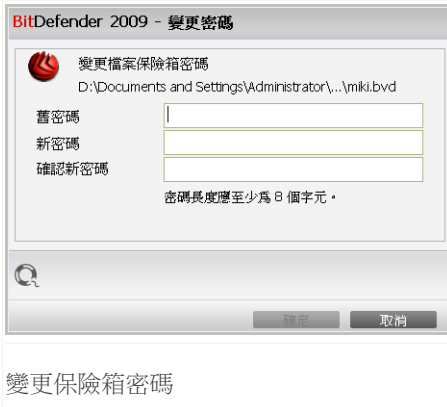 BitDefender 2009 - 變更密碼
變更檔案保險箱密碼
D:\Documents and Settings\Administrator\...\miki.bvd
舊密碼
新密碼
確認新密碼
密碼長度應至少為 8 個字元。
確定
取消
變更保險箱密碼